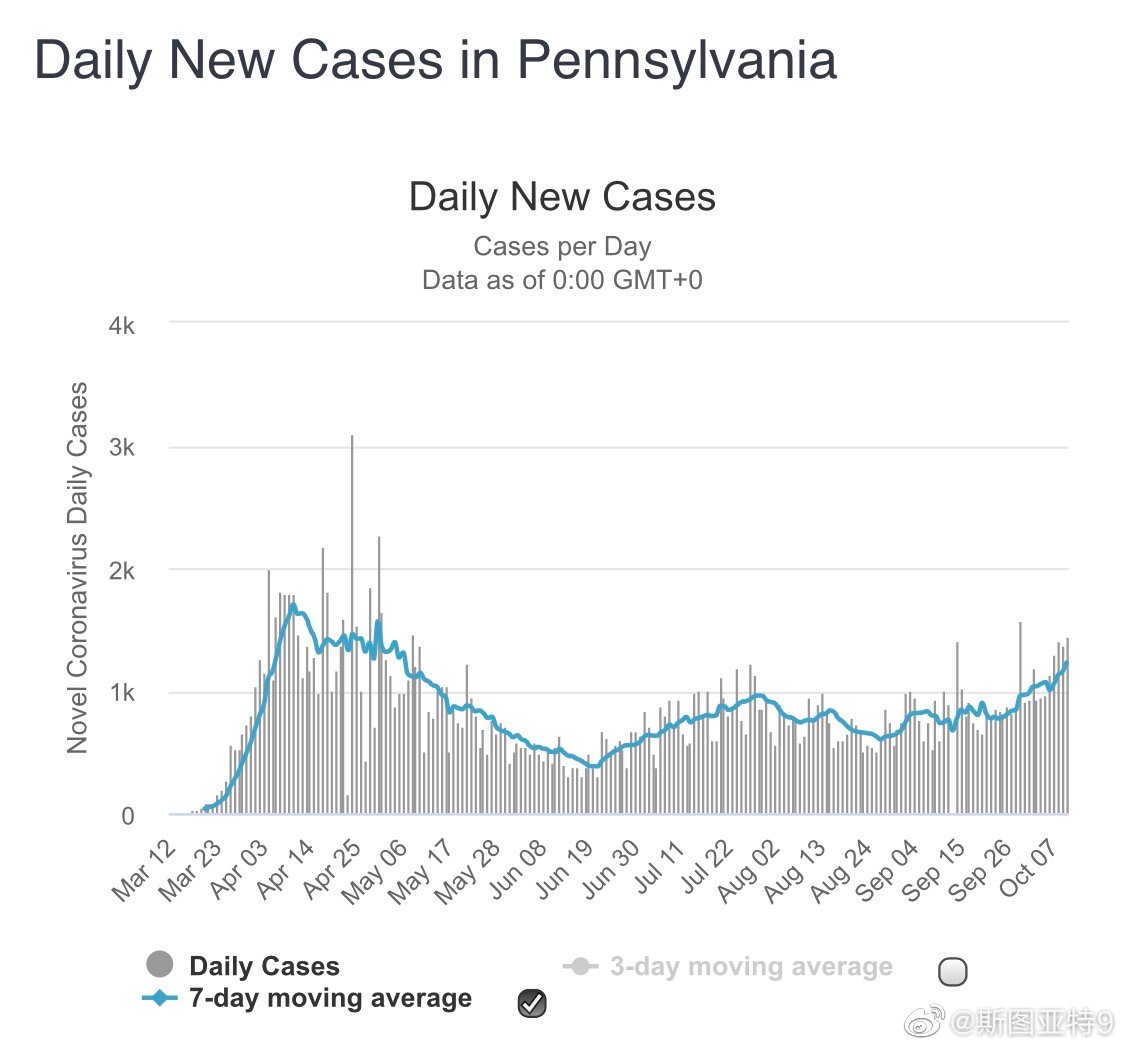 Daily New Cases in Pennsylvania
Daily New Cases
Cases per Day
Data as of 0:00 GMT+0
Novel Coronavirus Daily Cases
4k
3k
2k
1k
0
Mar 12
Mar 23
Apr 03
Apr 14
Apr 25
May 06
May 17
May 28
Jun 08
Jun 19
Jun 30
Jul 11
Jul 22
Aug 02
Aug 13
Aug 24
Sep 04
Sep 15
Sep 26
Oct 07
Daily Cases
3-day moving average
7-day moving average
@斯图亚特9